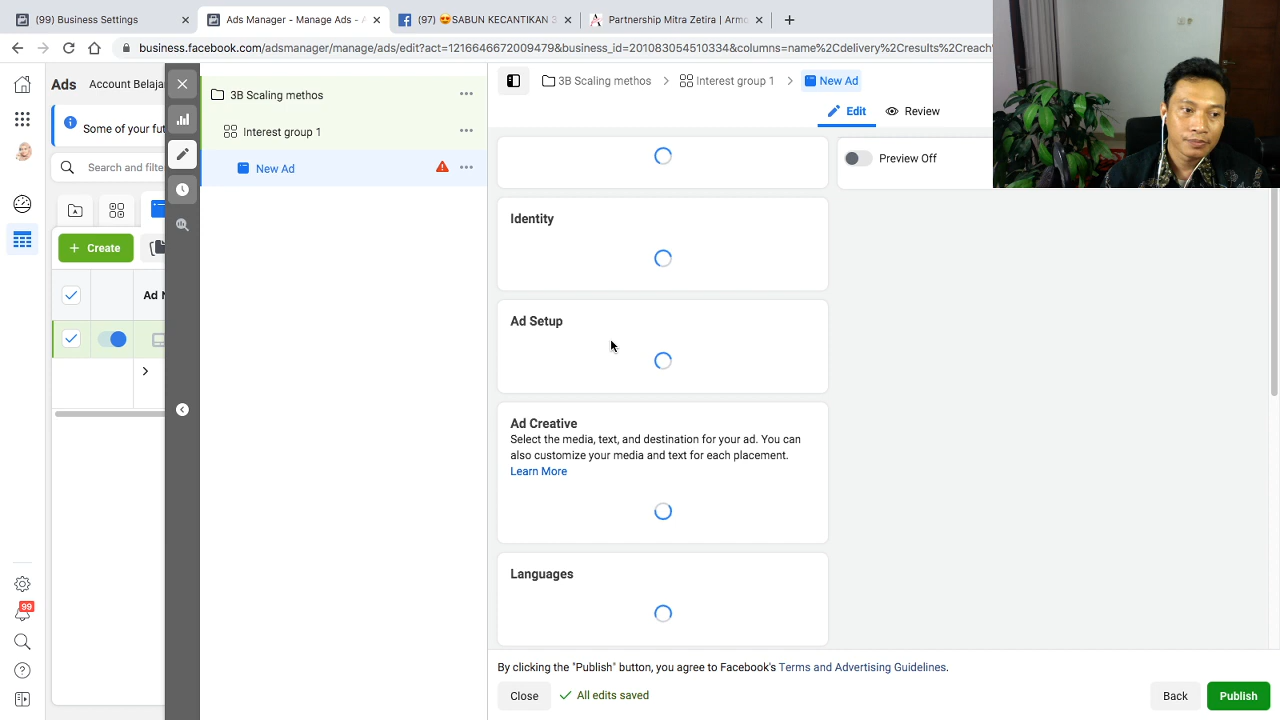 (99) Business Settings
Ads Manager - Manage Ads - A
(97) 😍SABUN KECANTIKAN 3
Partnership Mitra Zetira | Armo
business.facebook.com/adsmanager/manage/ads/edit?act=1216646672009479&business_id=201083054510334&columns=name%2Cdelivery%2Cresults%2Creach
Ads
Account Belaja
Some of your fut
Search and filte
+ Create
Ad N
99
3B Scaling methos
Interest group 1
New Ad
3B Scaling methos > Interest group 1 > New Ad
Edit
Review
Preview Off
Identity
Ad Setup
Ad Creative
Select the media, text, and destination for your ad. You can
also customize your media and text for each placement.
Learn More
Languages
By clicking the "Publish" button, you agree to Facebook's Terms and Advertising Guidelines.
Close
All edits saved
Back
Publish